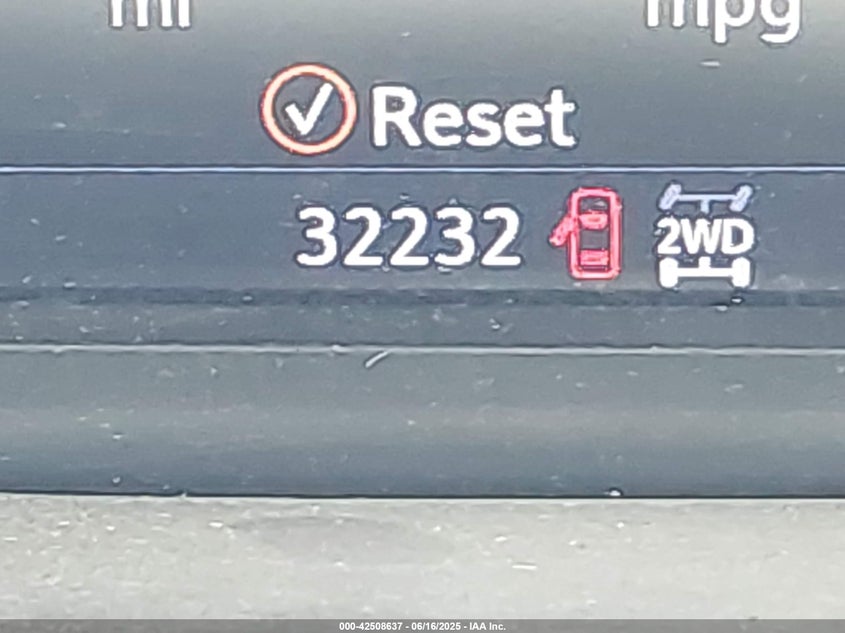 mi mpg
Reset
32232 2WD
000-42508637 - 06/16/2025 - IAA Inc.